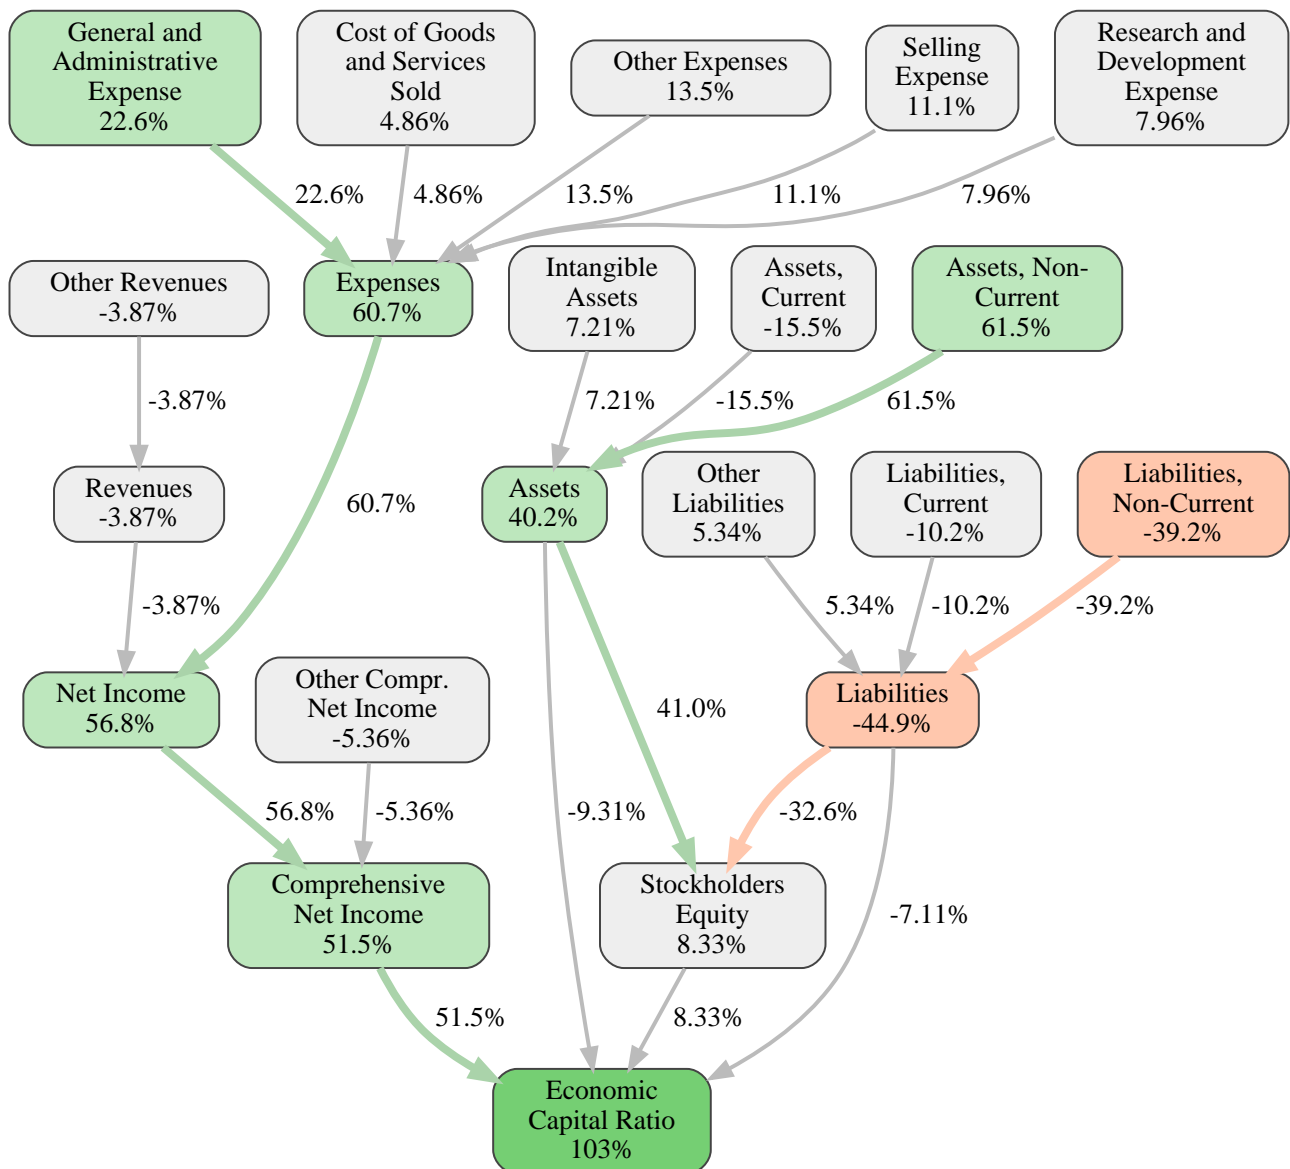 General and
Administrative
Expense
22.6%
Cost of Goods
and Services
Sold
4.86%
Other Expenses
13.5%
Selling
Expense
11.1%
Research and
Development
Expense
7.96%
22.6%
4.86%
13.5%
11.1%
7.96%
Other Revenues
-3.87%
Expenses
60.7%
Intangible
Assets
7.21%
Assets,
Current
-15.5%
Assets, Non-
Current
61.5%
-3.87%
7.21%
-15.5%
61.5%
Revenues
-3.87%
60.7%
Assets
40.2%
Other
Liabilities
5.34%
Liabilities,
Current
-10.2%
Liabilities,
Non-Current
-39.2%
-3.87%
5.34%
-10.2%
-39.2%
Net Income
56.8%
Other Compr.
Net Income
-5.36%
41.0%
Liabilities
-44.9%
56.8%
-5.36%
-9.31%
-32.6%
Comprehensive
Net Income
51.5%
Stockholders
Equity
8.33%
-7.11%
51.5%
8.33%
Economic
Capital Ratio
103%